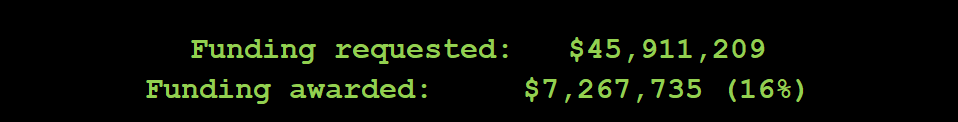 Funding requested: $45,911,209
Funding awarded: $7,267,735 (16%)